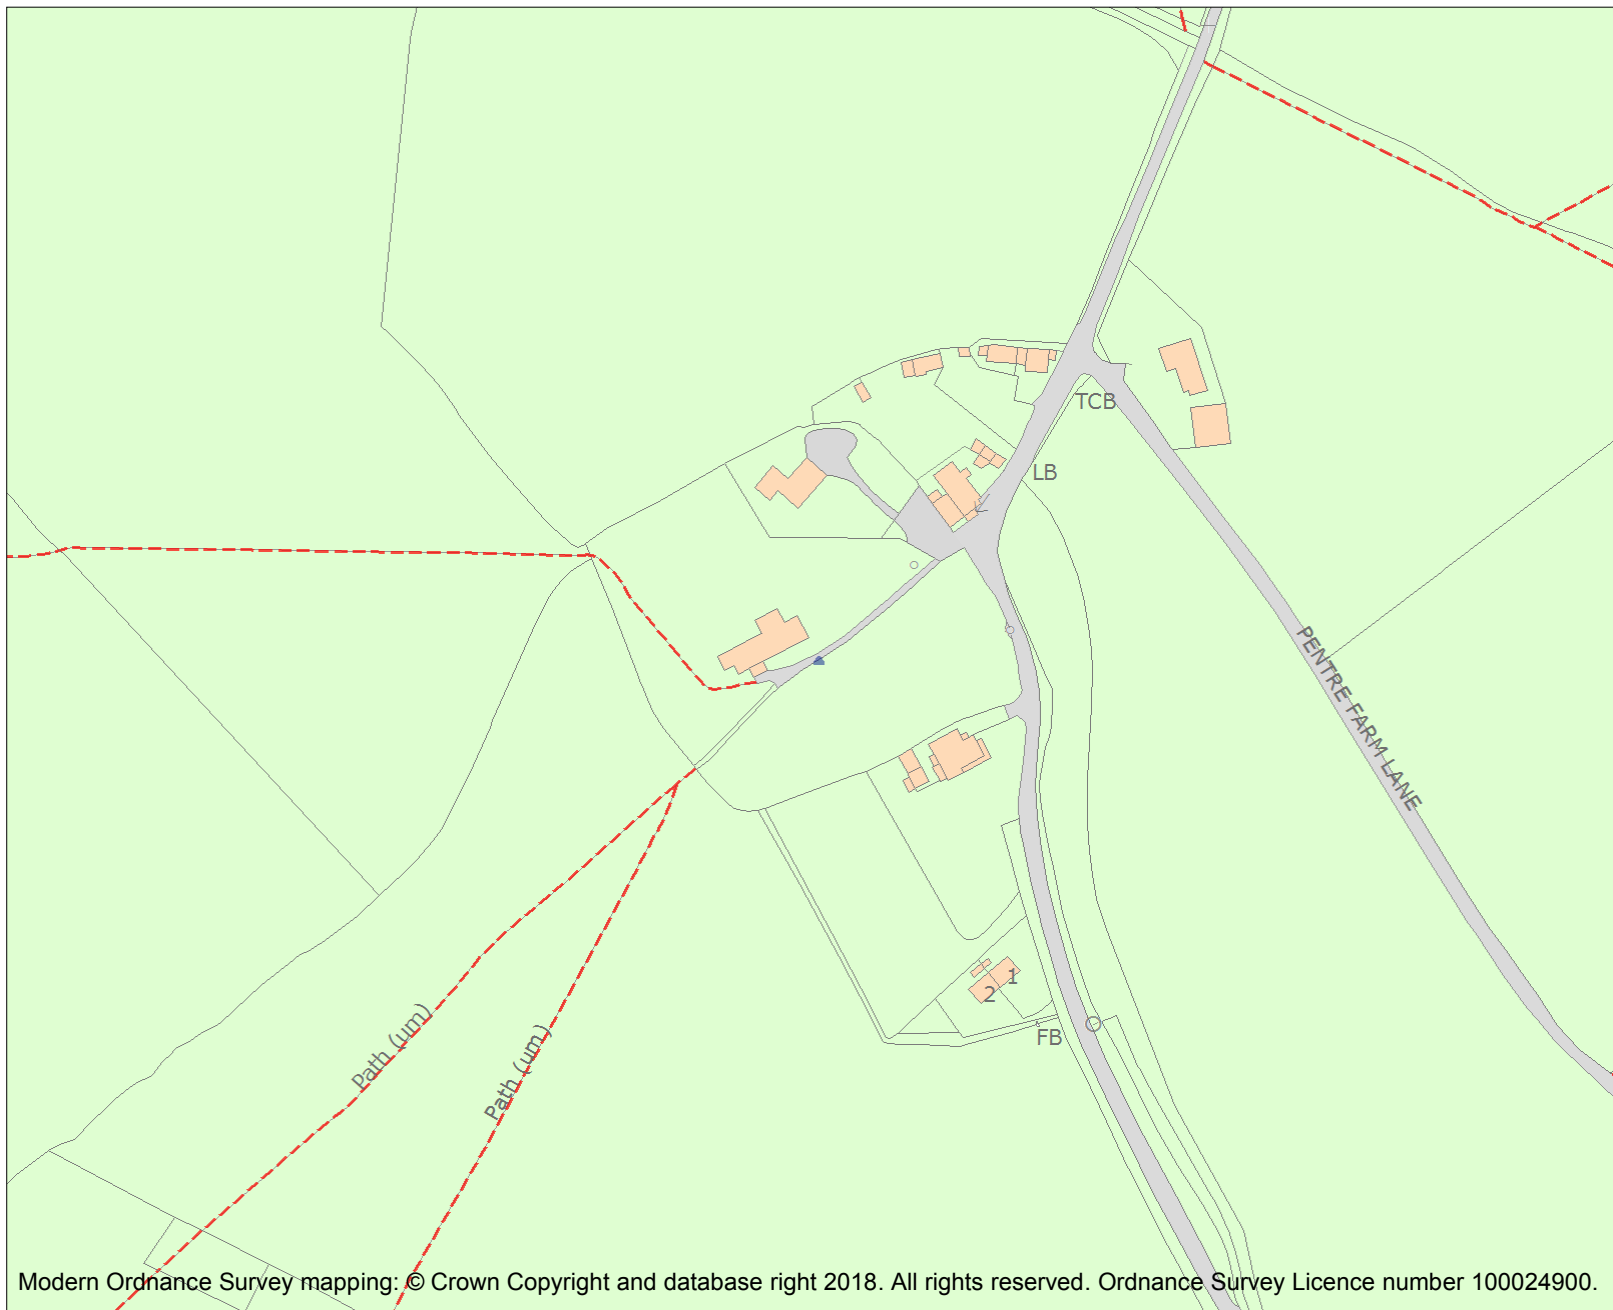 TCB
LB
PENTRE FARM LANE
1
2
Path (um)
Path (um)
FB
Modern Ordnance Survey mapping: © Crown Copyright and database right 2018. All rights reserved. Ordnance Survey Licence number 100024900.